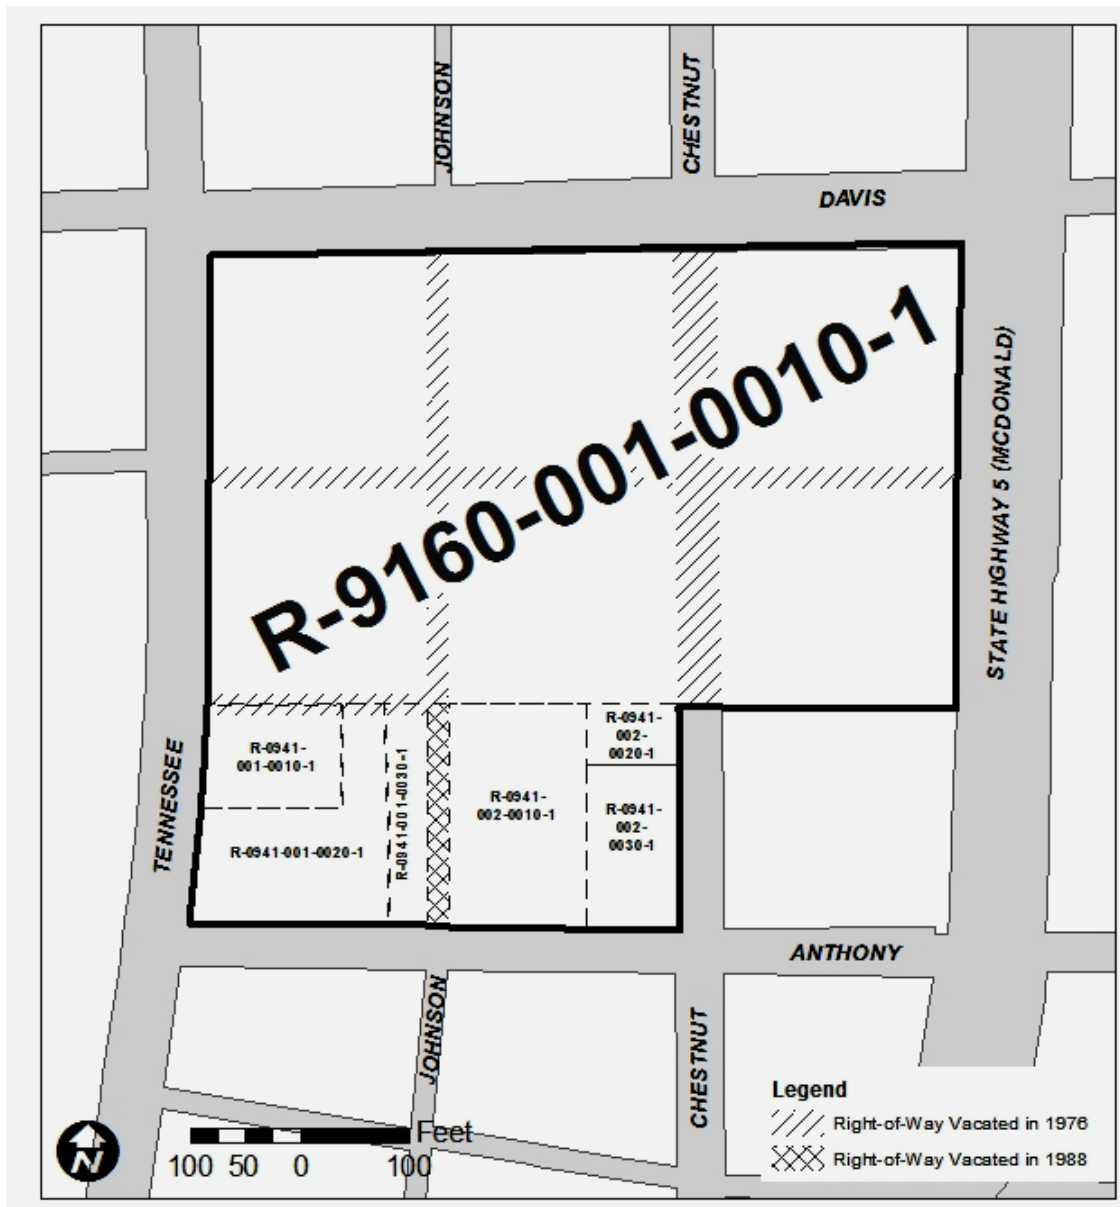 JOHNSON
CHESTNUT
DAVIS
R-9160-001-0010-1
STATE HIGHWAY 5 (MCDONALD)
TENNESSEE
R-0941-
001-0010-1
R-0941-001-0020-1
R-0941-001-0030-1
R-0941-
002-0010-1
R-0941-
002-
0020-1
R-0941-
002-
0030-1
ANTHONY
JOHNSON
CHESTNUT
Legend
Right-of-Way Vacated in 1976
Right-of-Way Vacated in 1988
N
Feet
100 50 0 100